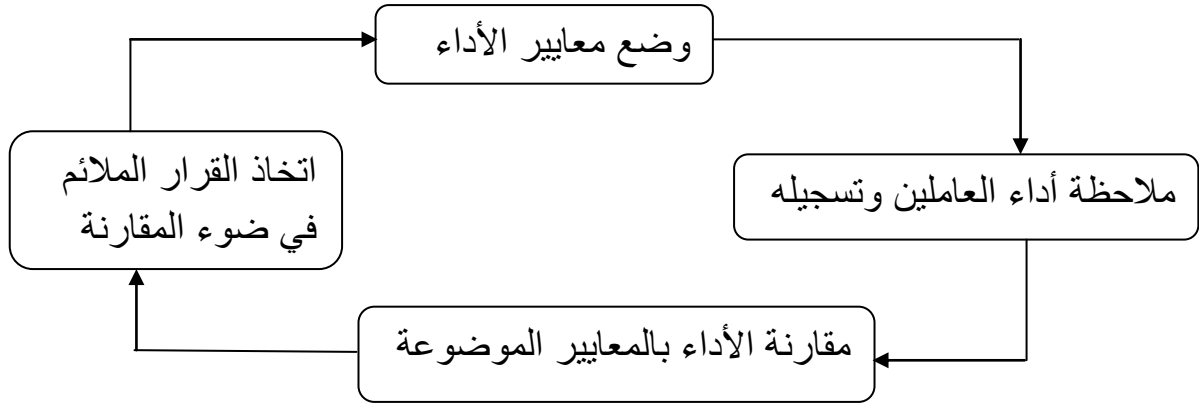 وضع معايير الأداء
ملاحظة أداء العاملين وتسجيله
مقارنة الأداء بالمعايير الموضوعة
اتخاذ القرار الملائم
في ضوء المقارنة